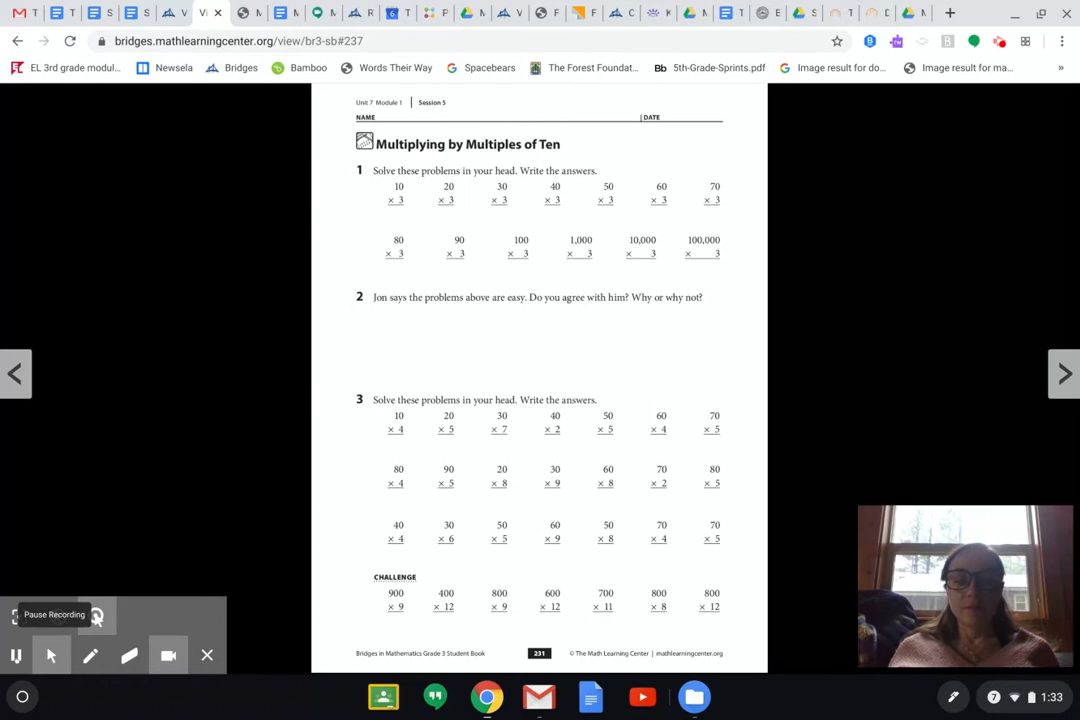 M T
T
S
S
V
Vi
M
M
M
R
6 T
P
M
V
F
F
C
K
M
T
E
S
T
D
M
bridges.mathlearningcenter.org/view/br3-sb#237
EL 3rd grade modul...
Newsela
Bridges
Bamboo
Words Their Way
Spacebears
The Forest Foundat...
Bb 5th-Grade-Sprints.pdf
Image result for do...
Image result for ma...
»
Unit 7 Module 1 | Session 5
NAME | DATE
Multiplying by Multiples of Ten
1 Solve these problems in your head. Write the answers.
10 20 30 40 50 60 70
× 3 × 3 × 3 × 3 × 3 × 3 × 3
80 90 100 1,000 10,000 100,000
× 3 × 3 × 3 × 3 × 3 × 3
2 Jon says the problems above are easy. Do you agree with him? Why or why not?
3 Solve these problems in your head. Write the answers.
10 20 30 40 50 60 70
× 4 × 5 × 7 × 2 × 5 × 4 × 5
80 90 20 30 60 70 80
× 4 × 5 × 8 × 9 × 8 × 2 × 5
40 30 50 60 50 70 70
× 4 × 6 × 5 × 9 × 8 × 4 × 5
CHALLENGE
900 400 800 600 700 800 800
× 9 × 12 × 9 × 12 × 11 × 8 × 12
Bridges in Mathematics Grade 3 Student Book 231 © The Math Learning Center | mathlearningcenter.org
Pause Recording
7 1:33